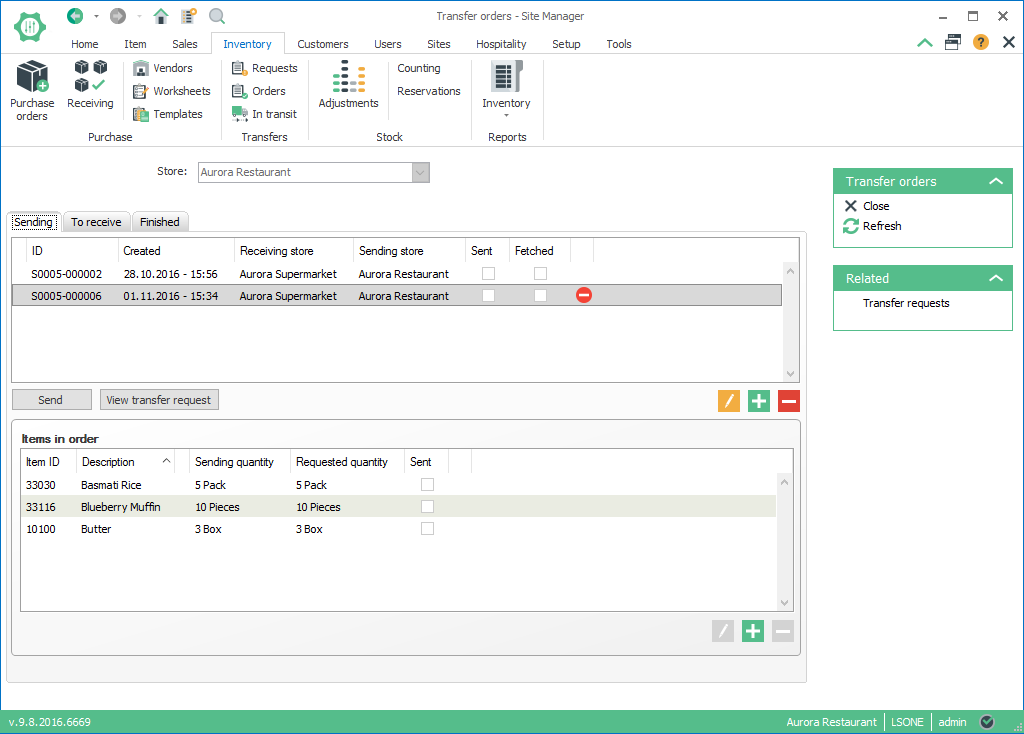 Transfer orders - Site Manager
Home Item Sales Inventory Customers Users Sites Hospitality Setup Tools
Purchase orders
Receiving
Vendors
Worksheets
Templates
Purchase
Requests
Orders
In transit
Transfers
Adjustments
Counting
Reservations
Stock
Inventory
Reports
Store: Aurora Restaurant
Sending To receive Finished
ID Created Receiving store Sending store Sent Fetched
S0005-000002 28.10.2016 - 15:56 Aurora Supermarket Aurora Restaurant
S0005-000006 01.11.2016 - 15:34 Aurora Supermarket Aurora Restaurant
Send View transfer request
Items in order
Item ID Description Sending quantity Requested quantity Sent
33030 Basmati Rice 5 Pack 5 Pack
33116 Blueberry Muffin 10 Pieces 10 Pieces
10100 Butter 3 Box 3 Box
Transfer orders
Close
Refresh
Related
Transfer requests
v.9.8.2016.6669 Aurora Restaurant LSONE admin